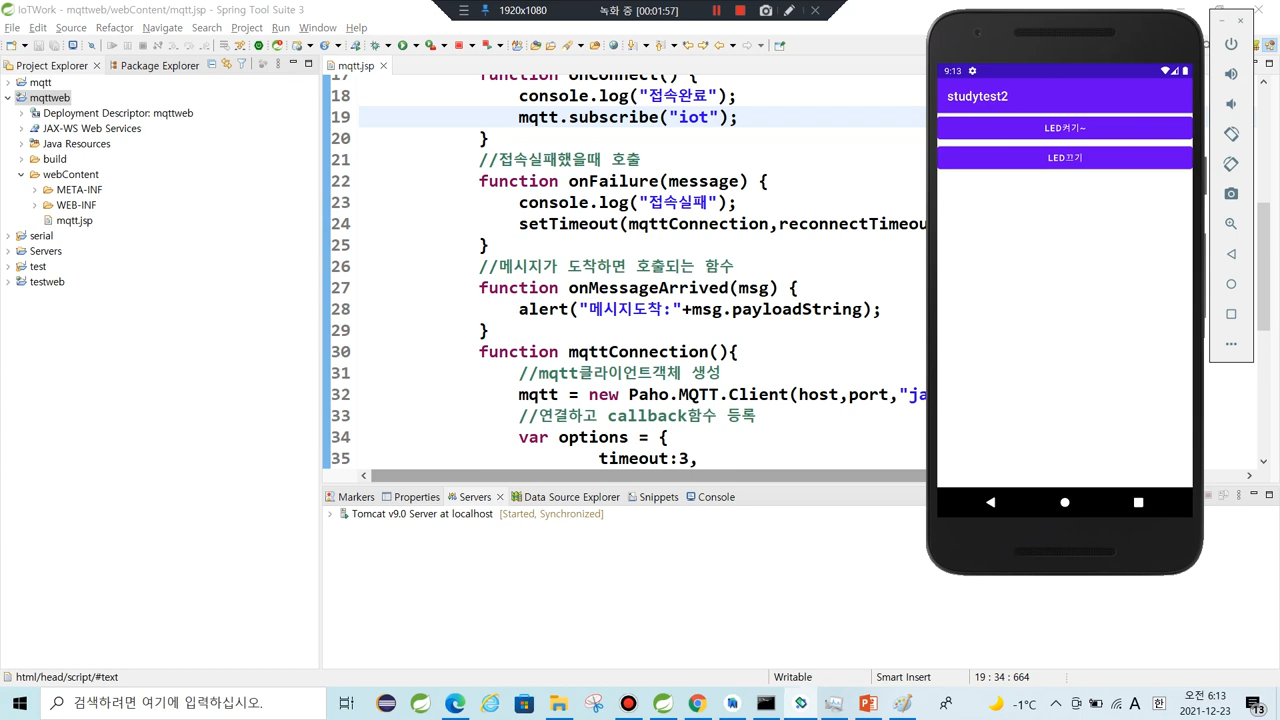 IoTWork - mqttweb/webContent/mqtt.jsp - Spring Tool Suite 3
1920x1080
녹화 중 [00:01:57]
File Edit Source Refactor Navigate Search Project Run Window Help
Project Explorer
Package Explorer
mqtt
mqttweb
Deployment Descriptor: mqttweb
JAX-WS Web Services
Java Resources
build
webContent
META-INF
WEB-INF
mqtt.jsp
serial
Servers
test
testweb
mqtt.jsp
17 function onConnect() {
18 console.log("접속완료");
19 mqtt.subscribe("iot");
20 }
21 //접속실패했을때 호출
22 function onFailure(message) {
23 console.log("접속실패");
24 setTimeout(mqttConnection,reconnectTimeou
25 }
26 //메시지가 도착하면 호출되는 함수
27 function onMessageArrived(msg) {
28 alert("메시지도착:"+msg.payloadString);
29 }
30 function mqttConnection(){
31 //mqtt클라이언트객체 생성
32 mqtt = new Paho.MQTT.Client(host,port,"ja
33 //연결하고 callback함수 등록
34 var options = {
35 timeout:3,
Markers Properties Servers Data Source Explorer Snippets Console
Tomcat v9.0 Server at localhost [Started, Synchronized]
9:13
studytest2
LED켜기~
LED끄기
html/head/script/#text
Writable
Smart Insert
19 : 34 : 664
검색하려면 여기에 입력하십시오.
-1°C
A
한
오전 6:13
2021-12-23
13